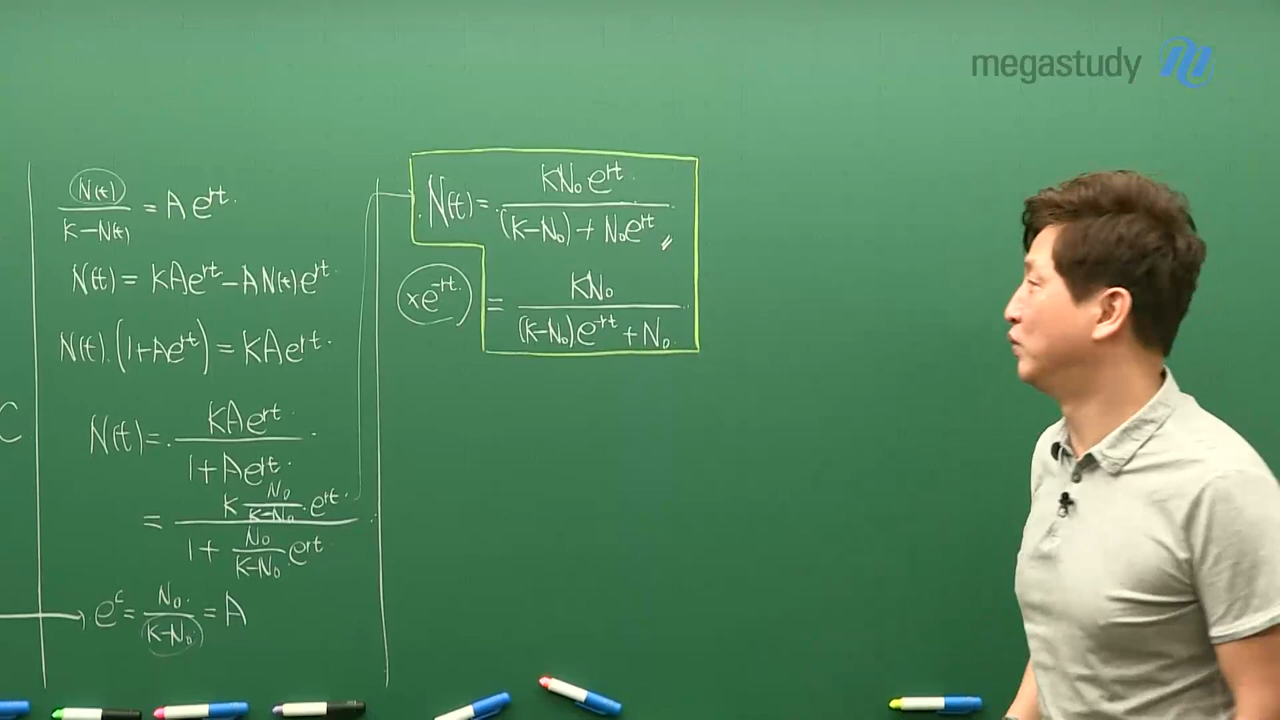 megastudy
C
N(t)/(K-N(t)) = A e^rt
N(t) = KAe^rt - AN(t)e^rt
N(t).(1+Ae^rt) = KAe^rt
N(t) = KAe^rt / (1+Ae^rt)
= (K N₀/(K-N₀) · e^rt) / (1 + N₀/(K-N₀) e^rt)
e^c = N₀/(K-N₀) = A
N(t) = KN₀e^rt / ((K-N₀) + N₀e^rt)
×e^-rt = KN₀ / ((K-N₀)e^-rt + N₀)